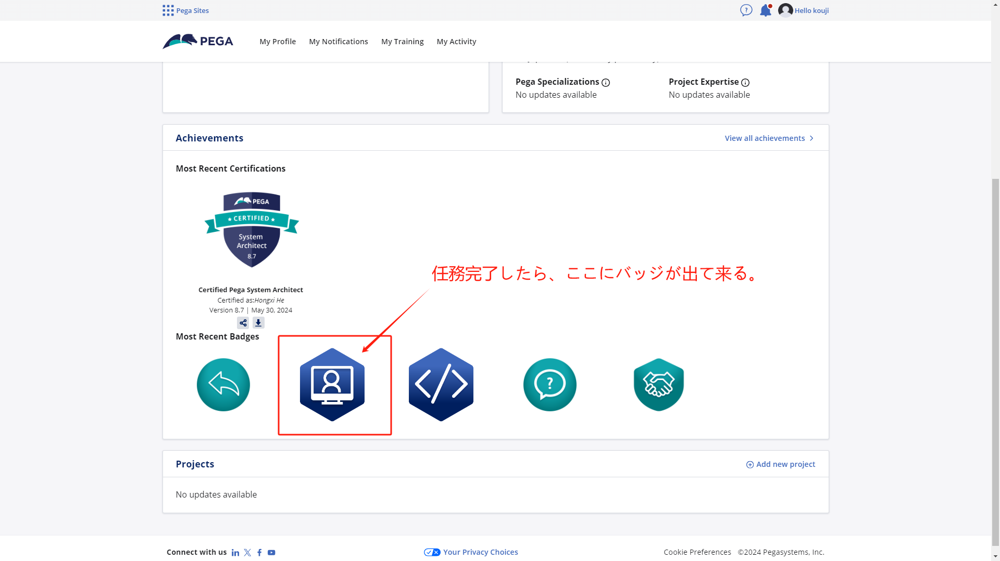 Pega Sites
Hello kouji
PEGA
My Profile
My Notifications
My Training
My Activity
Pega Specializations
No updates available
Project Expertise
No updates available
Achievements
View all achievements
Most Recent Certifications
PEGA
CERTIFIED
System
Architect
8.7
Certified Pega System Architect
Certified as:Hongxi He
Version 8.7 | May 30, 2024
任務完了したら、ここにバッジが出て来る。
Most Recent Badges
Projects
Add new project
No updates available
Connect with us
Your Privacy Choices
Cookie Preferences
©2024 Pegasystems, Inc.